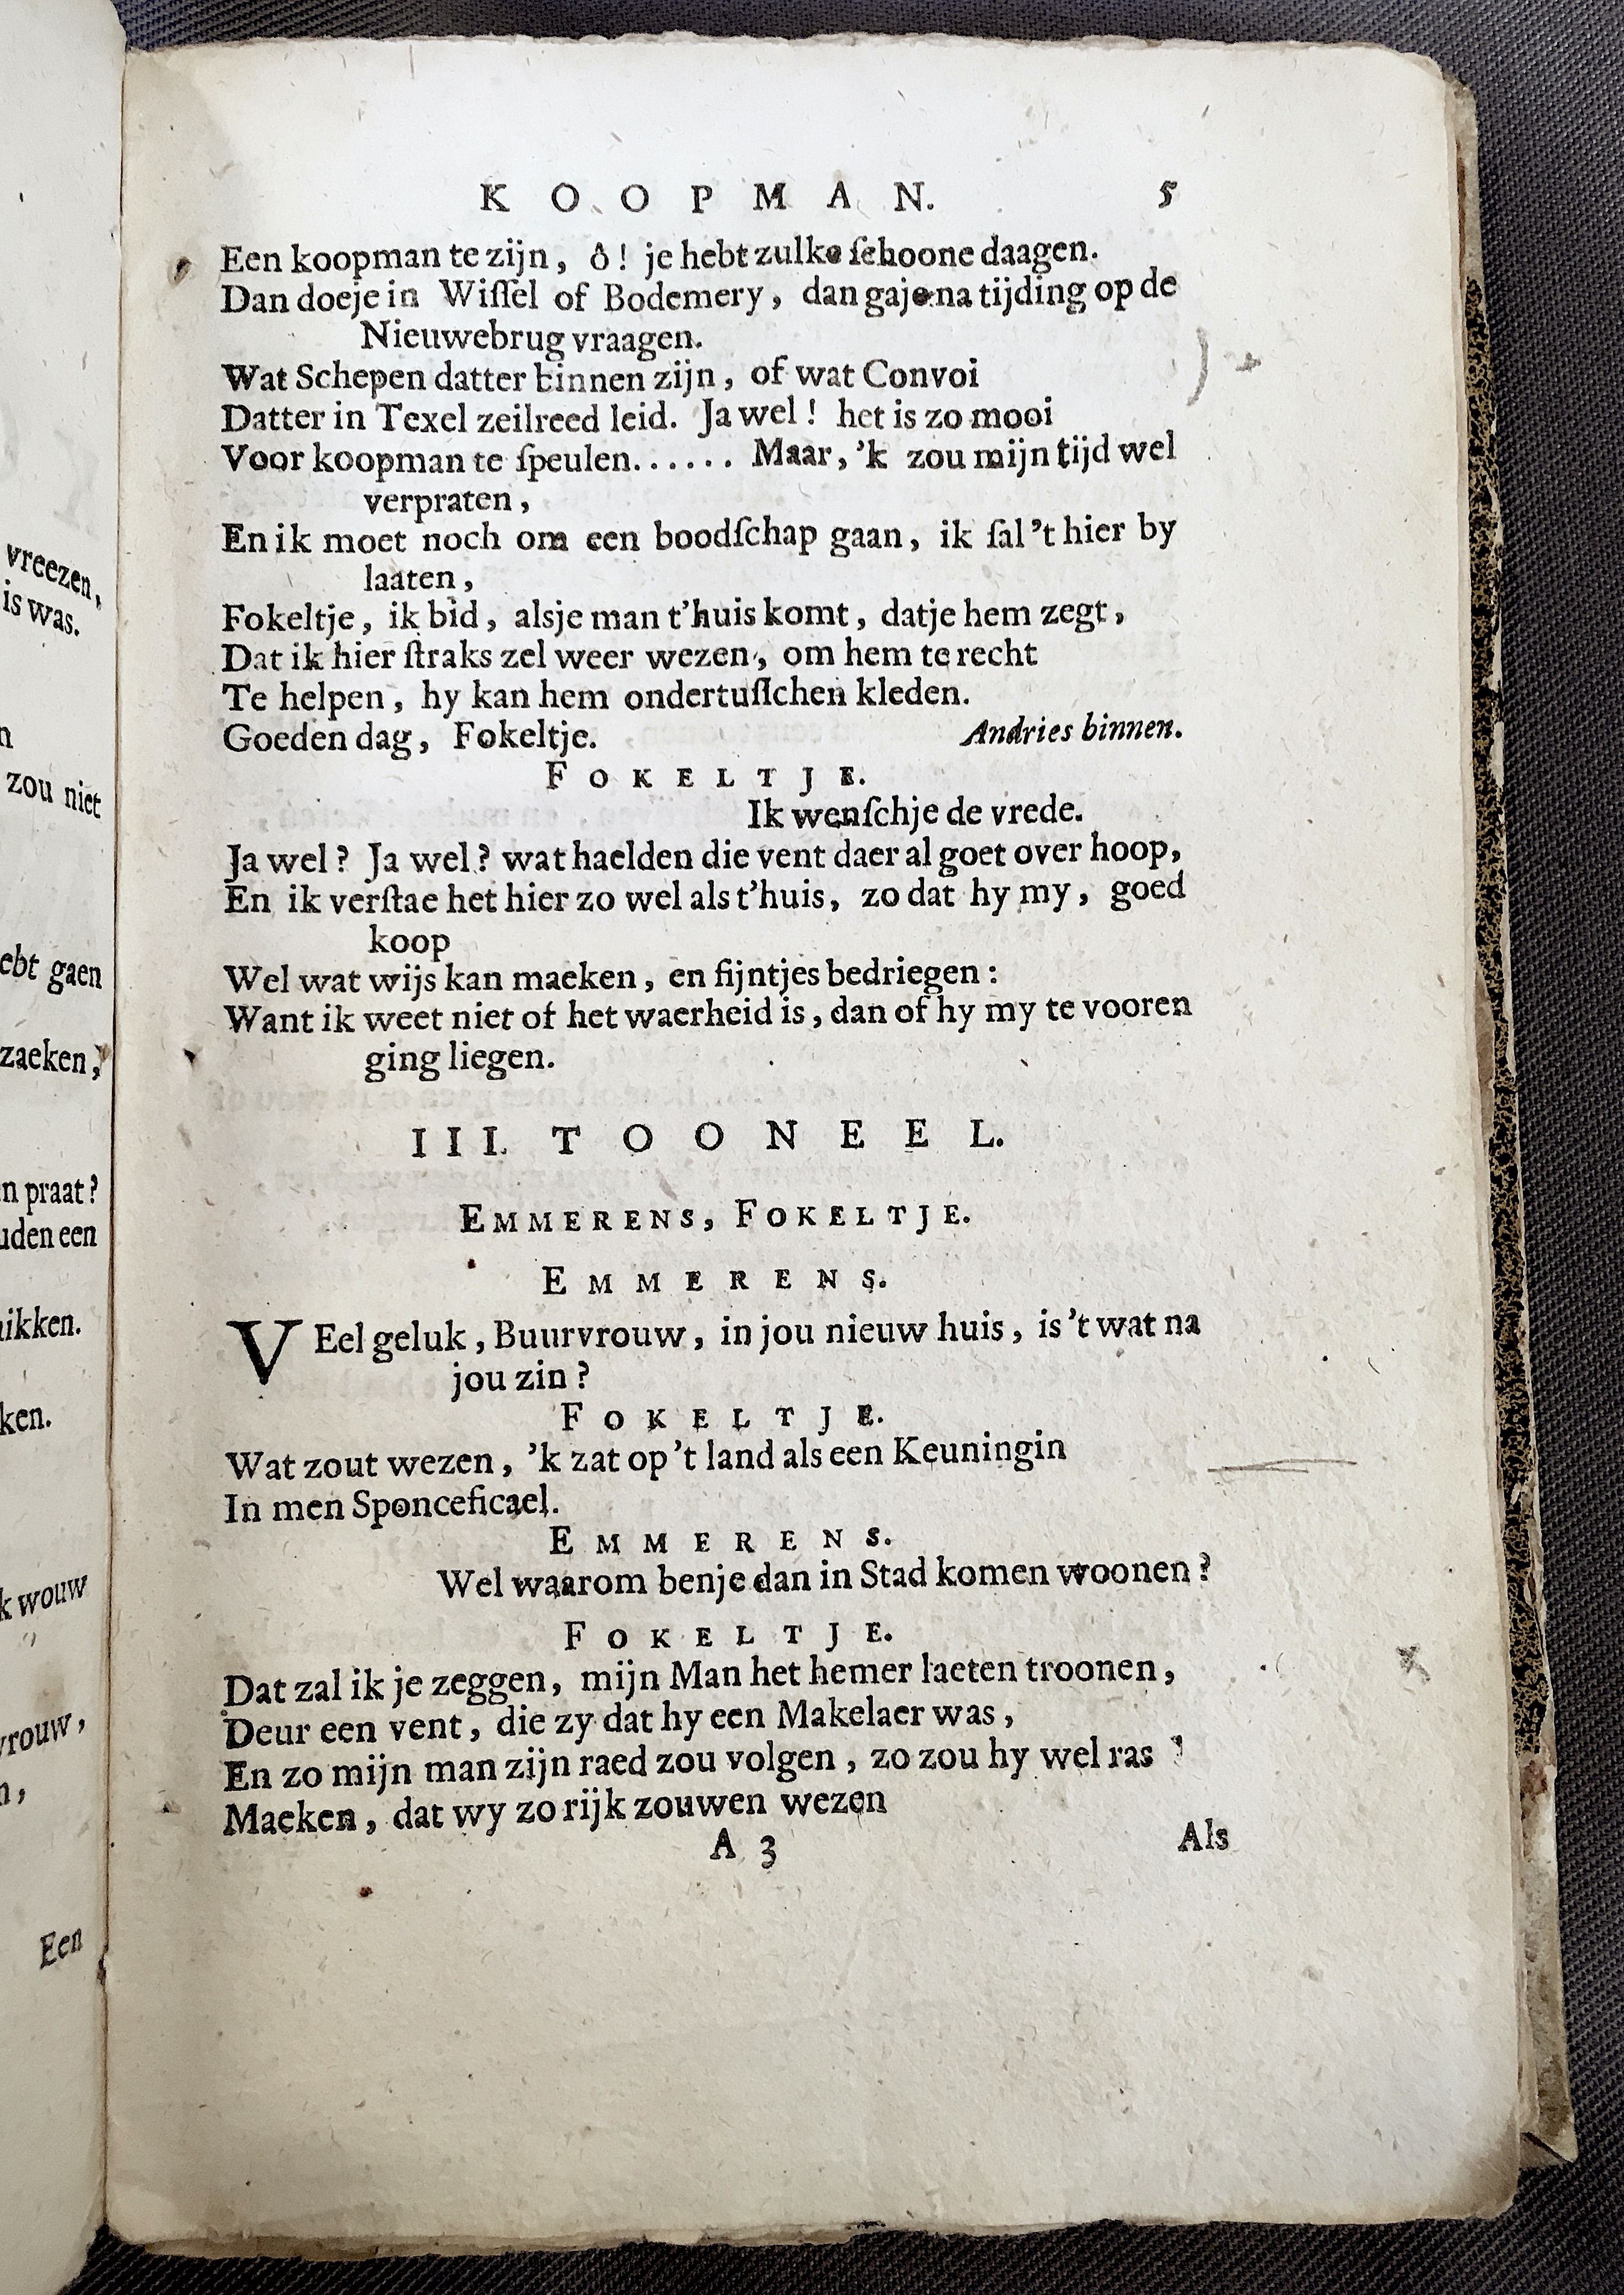 KOOPMAN. 5
Een koopman te zijn, ô! je hebt zulke schoone daagen.
Dan doeje in Wissel of Bodemery, dan gaje na tijding op de
Nieuwebrug vraagen.
Wat Schepen datter binnen zijn, of wat Convoi
Datter in Texel zeilreed leid. Ja wel! het is zo mooi
Voor koopman te speulen...... Maar, 'k zou mijn tijd wel
verpraten,
En ik moet noch om een boodschap gaan, ik sal 't hier by
laaten,
Fokeltje, ik bid, alsje man t'huis komt, datje hem zegt,
Dat ik hier straks zel weer wezen, om hem te recht
Te helpen, hy kan hem ondertusschen kleden.
Goeden dag, Fokeltje. Andries binnen.
FOKELTJE.
Ik wenschje de vrede.
Ja wel? Ja wel? wat haelden die vent daer al goet over hoop,
En ik verstae het hier zo wel als t'huis, zo dat hy my, goed
koop
Wel wat wijs kan maeken, en fijntjes bedriegen:
Want ik weet niet of het waerheid is, dan of hy my te vooren
ging liegen.
III. TOONEEL.
EMMERENS, FOKELTJE.
EMMERENS.
VEel geluk, Buurvrouw, in jou nieuw huis, is 't wat na
jou zin?
FOKELTJE.
Wat zout wezen, 'k zat op 't land als een Keuningin
In men Sponceficael.
EMMERENS.
Wel waarom benje dan in Stad komen woonen?
FOKELTJE.
Dat zal ik je zeggen, mijn Man het hemer laeten troonen,
Deur een vent, die zy dat hy een Makelaer was,
En zo mijn man zijn raed zou volgen, zo zou hy wel ras
Maeken, dat wy zo rijk zouwen wezen
A 3 Als
vreezen,
is was.
zou niet
gaen
zaeken,
praat?
een
wouw
Een